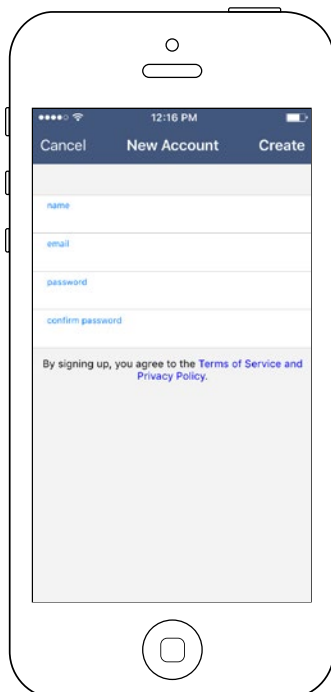 12:16 PM
Cancel New Account Create
name
email
password
confirm password
By signing up, you agree to the Terms of Service and
Privacy Policy.